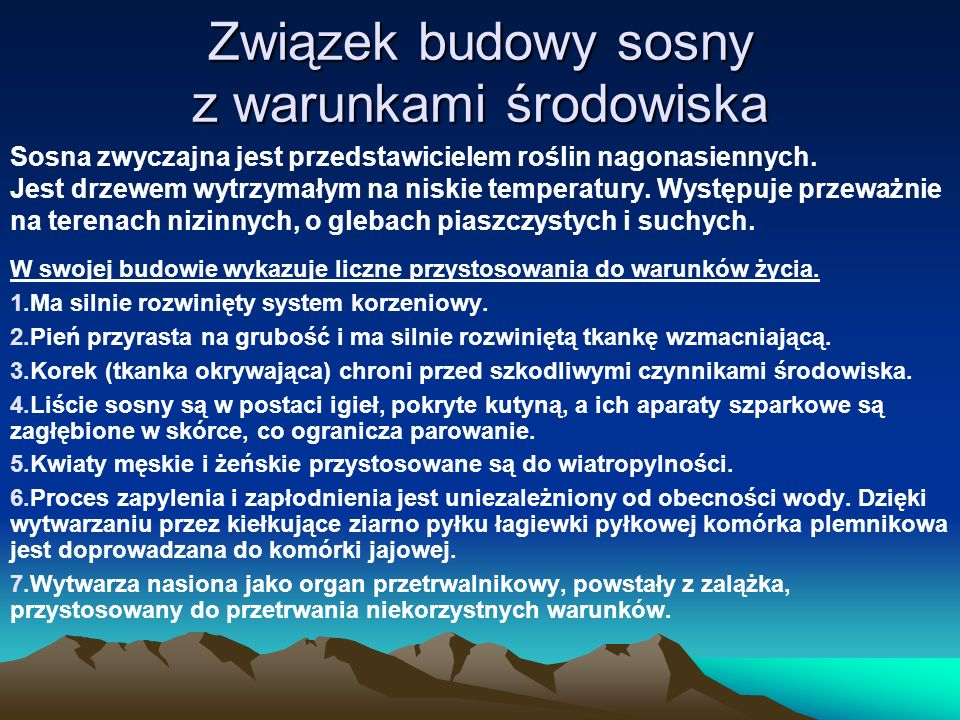 Związek budowy sosny
z warunkami środowiska
Sosna zwyczajna jest przedstawicielem roślin nagonasiennych.
Jest drzewem wytrzymałym na niskie temperatury. Występuje przeważnie
na terenach nizinnych, o glebach piaszczystych i suchych.
W swojej budowie wykazuje liczne przystosowania do warunków życia.
1.Ma silnie rozwinięty system korzeniowy.
2.Pień przyrasta na grubość i ma silnie rozwiniętą tkankę wzmacniającą.
3.Korek (tkanka okrywająca) chroni przed szkodliwymi czynnikami środowiska.
4.Liście sosny są w postaci igieł, pokryte kutyną, a ich aparaty szparkowe są
zagłębione w skórce, co ogranicza parowanie.
5.Kwiaty męskie i żeńskie przystosowane są do wiatropylności.
6.Proces zapylenia i zapłodnienia jest uniezależniony od obecności wody. Dzięki
wytwarzaniu przez kiełkujące ziarno pyłku łagiewki pyłkowej komórka plemnikowa
jest doprowadzana do komórki jajowej.
7.Wytwarza nasiona jako organ przetrwalnikowy, powstały z zalążka,
przystosowany do przetrwania niekorzystnych warunków.